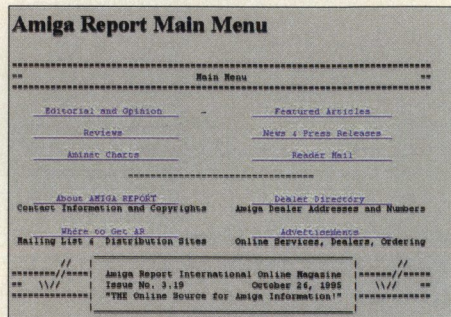 Amiga Report Main Menu
==                    Main Menu                    ==
Editorial and Opinion    Featured Articles
Reviews    News & Press Releases
Aminet Charts    Reader Mail
About AMIGA REPORT    Dealer Directory
Contact Information and Copyrights    Amiga Dealer Addresses and Numbers
Where to Get AR    Advertisements
Mailing List & Distribution Sites    Online Services, Dealers, Ordering
Amiga Report International Online Magazine
Issue No. 3.19    October 26, 1995
"THE Online Source for Amiga Information!"